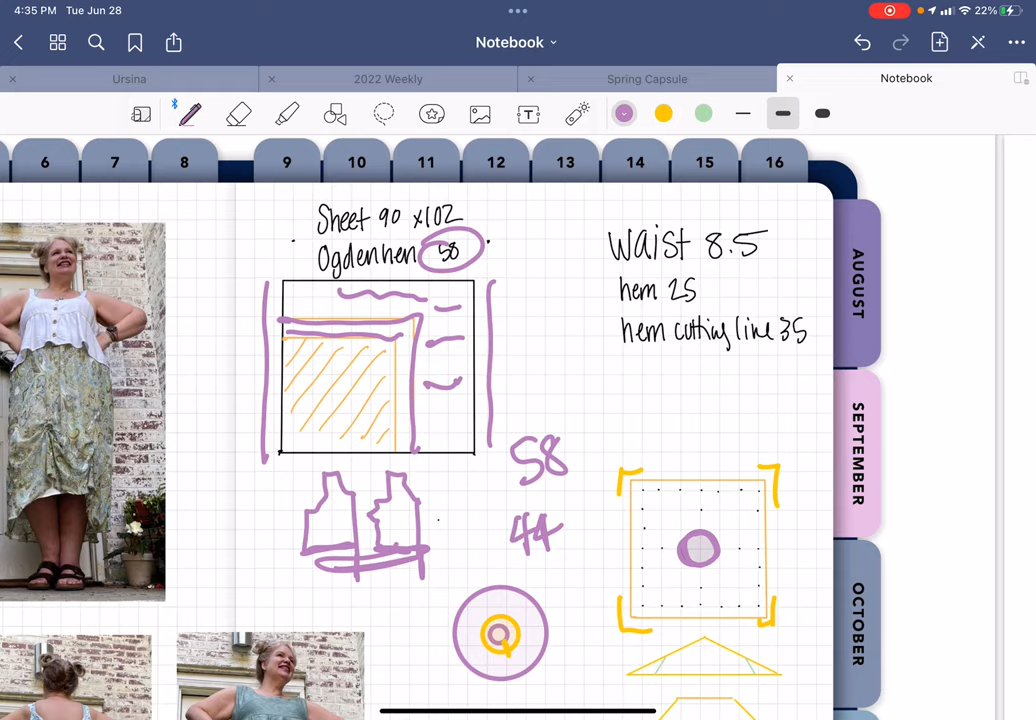 4:35 PM Tue Jun 28
22%
Notebook
Ursina
2022 Weekly
Spring Capsule
Notebook
T
6 7 8 9 10 11 12 13 14 15 16
Sheet 90 x102
Ogden hem 58
Waist 8.5
hem 25
hem cutting line 35
58
44
AUGUST
SEPTEMBER
OCTOBER